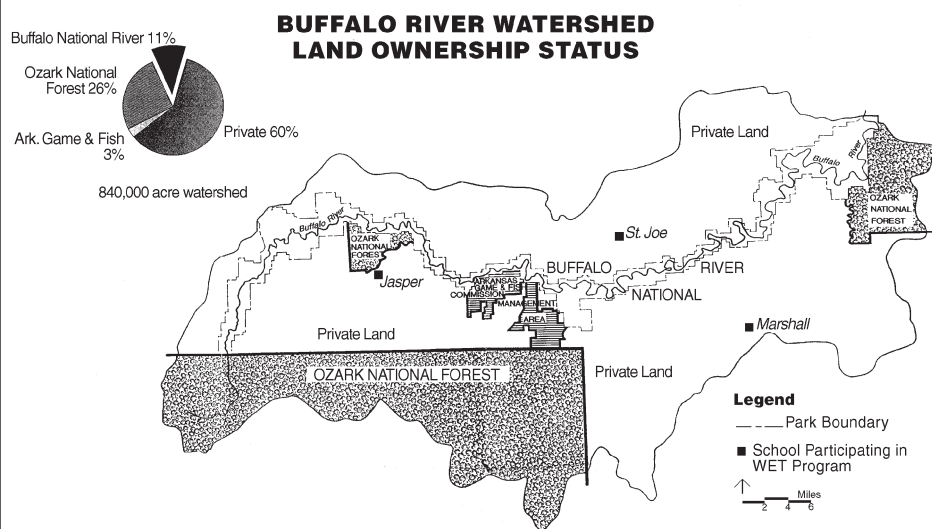 BUFFALO RIVER WATERSHED
LAND OWNERSHIP STATUS
Buffalo National River 11%
Ozark National
Forest 26%
Ark. Game & Fish
3%
Private 60%
840,000 acre watershed
Private Land
Buffalo River
OZARK
NATIONAL
FOREST
Buffalo River
OZARK
NATIONAL
FOREST
St. Joe
Jasper
BUFFALO RIVER
NATIONAL
ARKANSAS
GAME & FIS
COMMISSION
MANAGEMENT
AREA
Marshall
Private Land
OZARK NATIONAL FOREST
Private Land
Legend
Park Boundary
School Participating in
WET Program
Miles
2 4 6